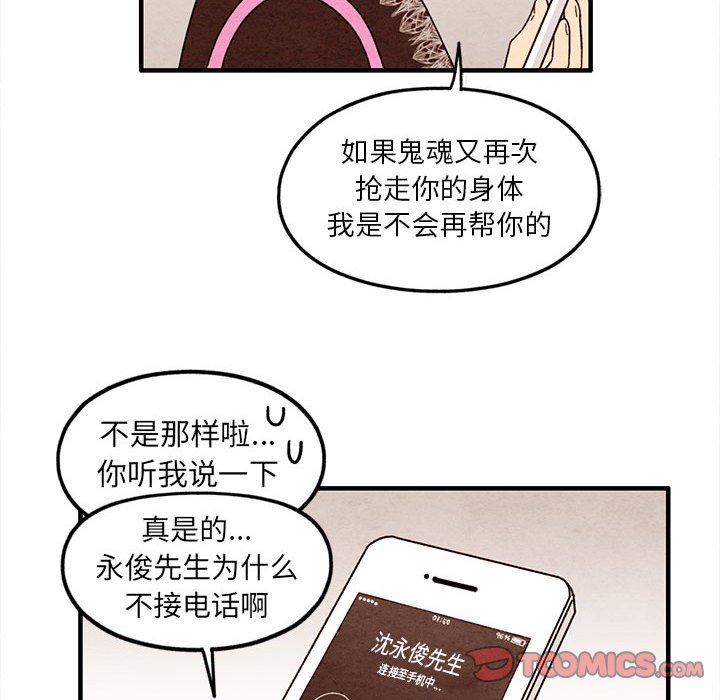 如果鬼魂又再次
抢走你的身体
我是不会再帮你的
不是那样啦...
你听我说一下
真是的...
永俊先生为什么
不接电话啊
03:10
96%
沈永俊先生
连接至手机中...
TOOMICS.COM